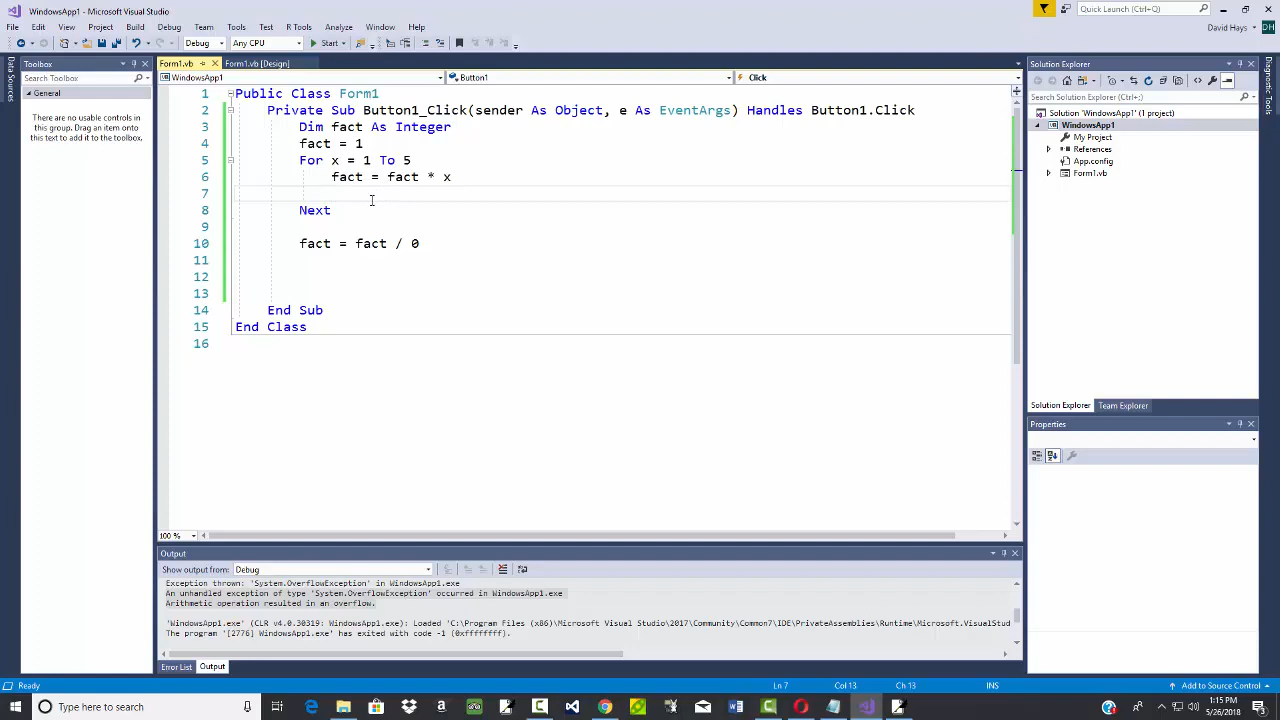 WindowsApp1 - Microsoft Visual Studio
Quick Launch (Ctrl+Q)
File Edit View Project Build Debug Team Tools Test R Tools Analyze Window Help
David Hays DH
Debug Any CPU Start
Data Sources
Toolbox
Search Toolbox
General
There are no usable controls in
this group. Drag an item onto
this text to add it to the toolbox.
Form1.vb Form1.vb [Design]
WindowsApp1 Button1 Click
1 Public Class Form1
2 Private Sub Button1_Click(sender As Object, e As EventArgs) Handles Button1.Click
3 Dim fact As Integer
4 fact = 1
5 For x = 1 To 5
6 fact = fact * x
7
8 Next
9
10 fact = fact / 0
11
12
13
14 End Sub
15 End Class
16
100 %
Output
Show output from: Debug
Exception thrown: 'System.OverflowException' in WindowsApp1.exe
An unhandled exception of type 'System.OverflowException' occurred in WindowsApp1.exe
Arithmetic operation resulted in an overflow.
'WindowsApp1.exe' (CLR v4.0.30319: WindowsApp1.exe): Loaded 'C:\Program Files (x86)\Microsoft Visual Studio\2017\Community\Common7\IDE\PrivateAssemblies\Runtime\Microsoft.VisualStud
The program '[2776] WindowsApp1.exe' has exited with code -1 (0xffffffff).
Error List Output
Solution Explorer
Search Solution Explorer (Ctrl+;)
Solution 'WindowsApp1' (1 project)
WindowsApp1
My Project
References
App.config
Form1.vb
Solution Explorer Team Explorer
Properties
Diagnostic Tools
Ready Ln 7 Col 13 Ch 13 INS Add to Source Control
Type here to search
1:15 PM
5/26/2018